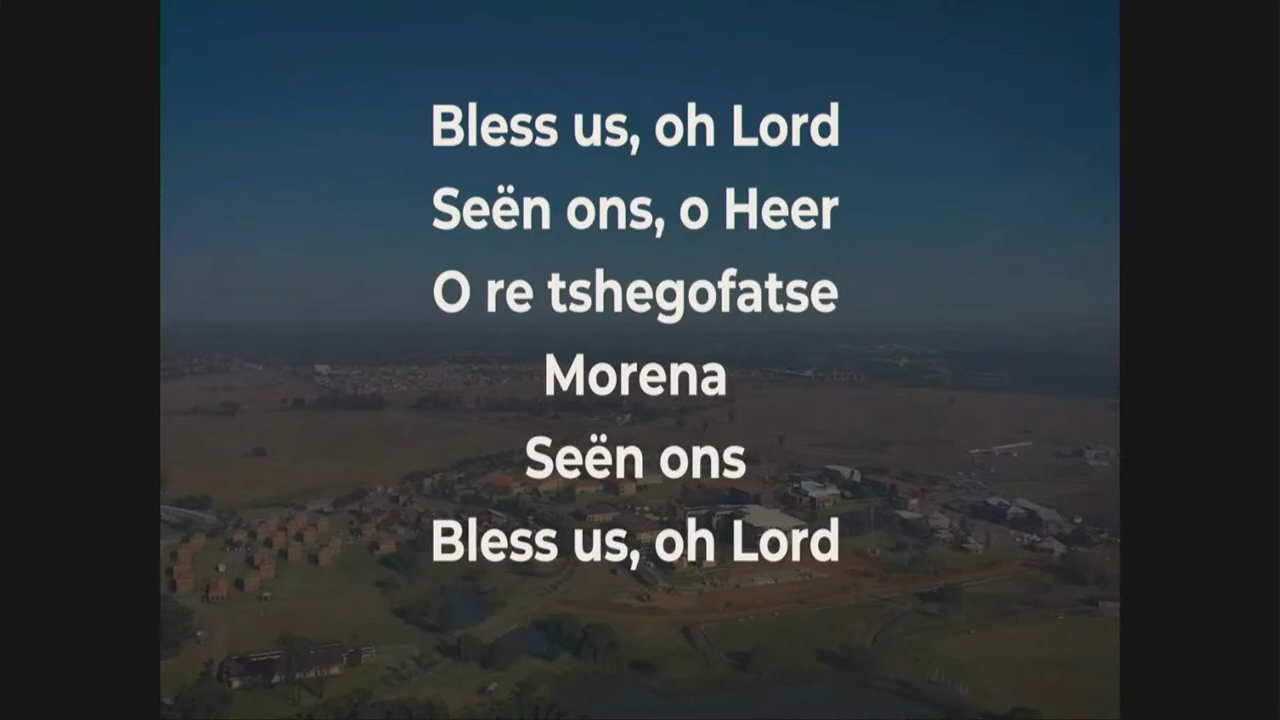 Bless us, oh Lord
Seën ons, o Heer
O re tshegofatse
Morena
Seën ons
Bless us, oh Lord